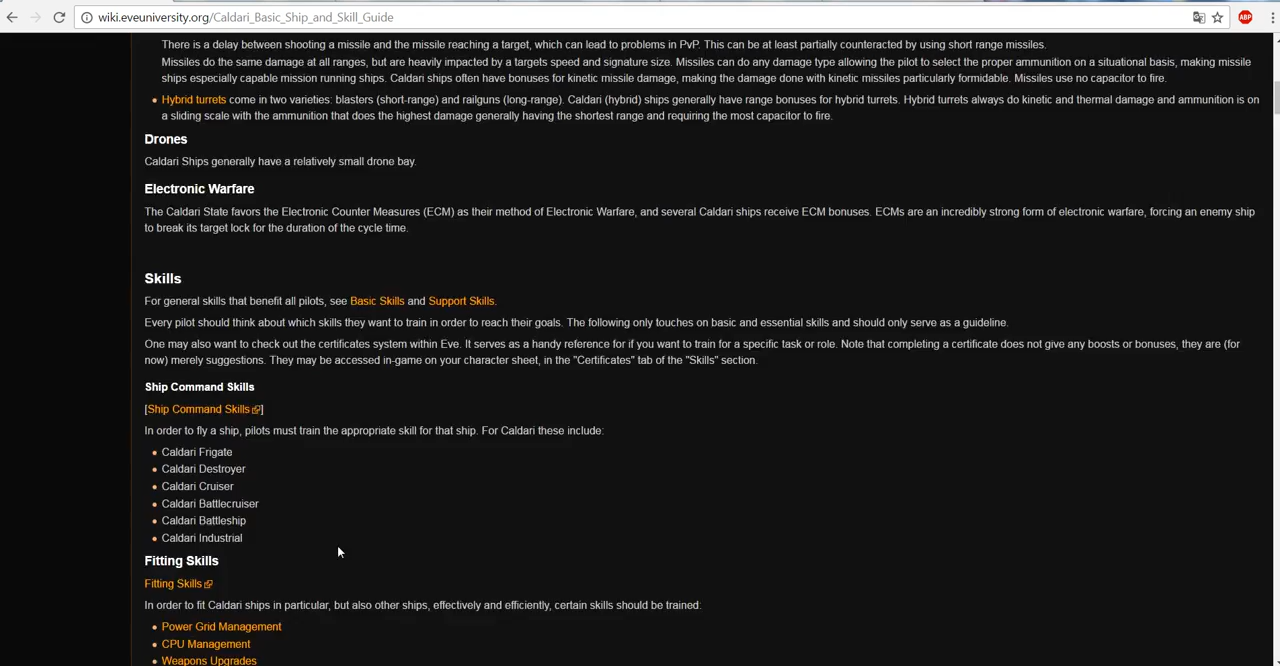 wiki.eveuniversity.org/Caldari_Basic_Ship_and_Skill_Guide
ABP
There is a delay between shooting a missile and the missile reaching a target, which can lead to problems in PvP. This can be at least partially counteracted by using short range missiles.
Missiles do the same damage at all ranges, but are heavily impacted by a targets speed and signature size. Missiles can do any damage type allowing the pilot to select the proper ammunition on a situational basis, making missile
ships especially capable mission running ships. Caldari ships often have bonuses for kinetic missile damage, making the damage done with kinetic missiles particularly formidable. Missiles use no capacitor to fire.
Hybrid turrets come in two varieties: blasters (short-range) and railguns (long-range). Caldari (hybrid) ships generally have range bonuses for hybrid turrets. Hybrid turrets always do kinetic and thermal damage and ammunition is on
a sliding scale with the ammunition that does the highest damage generally having the shortest range and requiring the most capacitor to fire.
Drones
Caldari Ships generally have a relatively small drone bay.
Electronic Warfare
The Caldari State favors the Electronic Counter Measures (ECM) as their method of Electronic Warfare, and several Caldari ships receive ECM bonuses. ECMs are an incredibly strong form of electronic warfare, forcing an enemy ship
to break its target lock for the duration of the cycle time.
Skills
For general skills that benefit all pilots, see Basic Skills and Support Skills.
Every pilot should think about which skills they want to train in order to reach their goals. The following only touches on basic and essential skills and should only serve as a guideline.
One may also want to check out the certificates system within Eve. It serves as a handy reference for if you want to train for a specific task or role. Note that completing a certificate does not give any boosts or bonuses, they are (for
now) merely suggestions. They may be accessed in-game on your character sheet, in the "Certificates" tab of the "Skills" section.
Ship Command Skills
[Ship Command Skills]
In order to fly a ship, pilots must train the appropriate skill for that ship. For Caldari these include:
Caldari Frigate
Caldari Destroyer
Caldari Cruiser
Caldari Battlecruiser
Caldari Battleship
Caldari Industrial
Fitting Skills
Fitting Skills
In order to fit Caldari ships in particular, but also other ships, effectively and efficiently, certain skills should be trained:
Power Grid Management
CPU Management
Weapons Upgrades